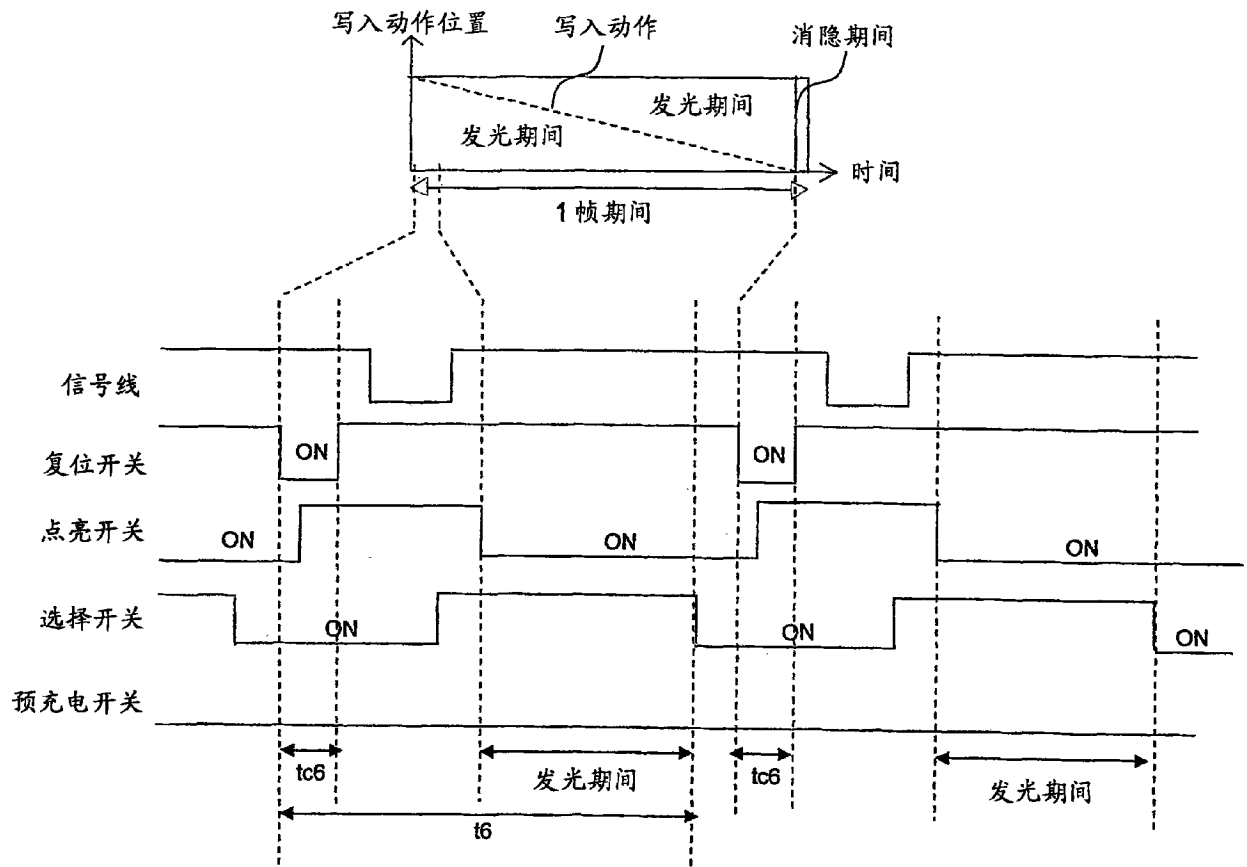 写入动作位置
写入动作
消隐期间
发光期间
发光期间
时间
1 帧期间
信号线
复位开关
ON
ON
点亮开关
ON
ON
ON
选择开关
ON
ON
ON
预充电开关
tc6
发光期间
tc6
发光期间
t6